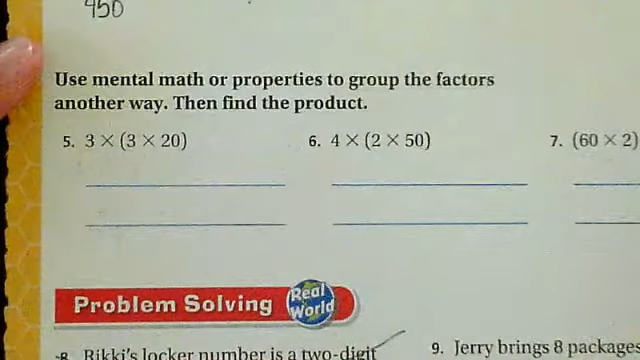 450
Use mental math or properties to group the factors
another way. Then find the product.
5. 3 × (3 × 20)
6. 4 × (2 × 50)
7. (60 × 2)
Problem Solving
Real
World
8. Rikki's locker number is a two-digit
9. Jerry brings 8 packages